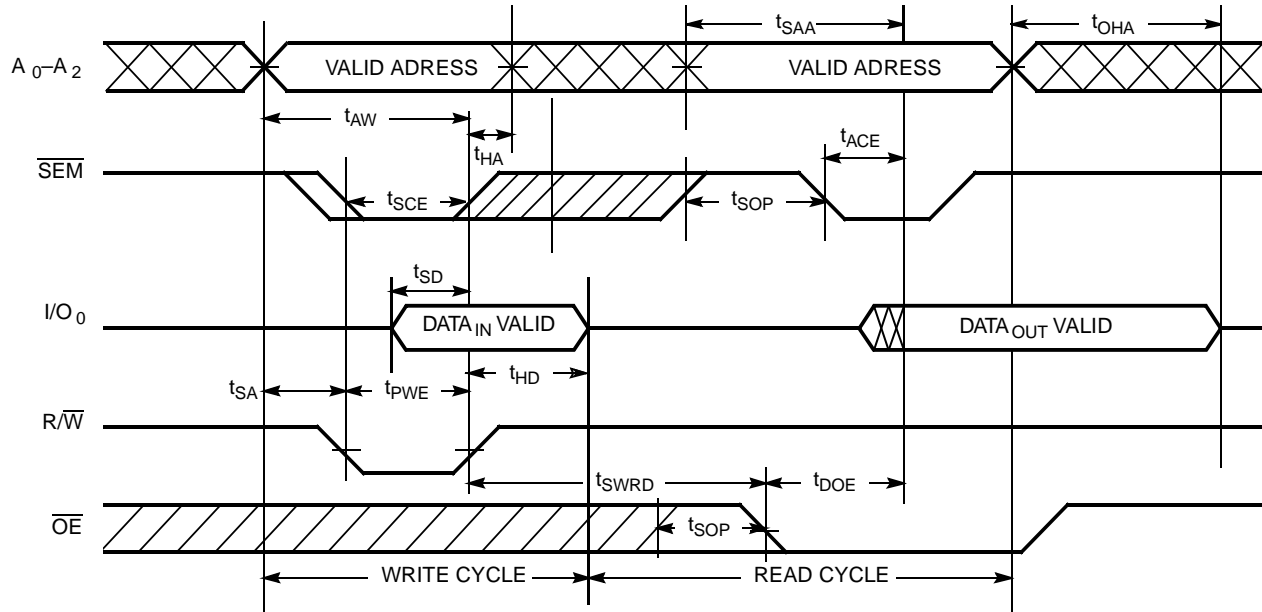 tSAA
tOHA
A0–A2
VALID ADRESS
VALID ADRESS
tAW
tHA
tACE
SEM
tSCE
tSOP
tSD
I/O0
DATAIN VALID
DATAOUT VALID
tSA
tPWE
tHD
R/W
tSWRD
tDOE
OE
tSOP
WRITE CYCLE
READ CYCLE